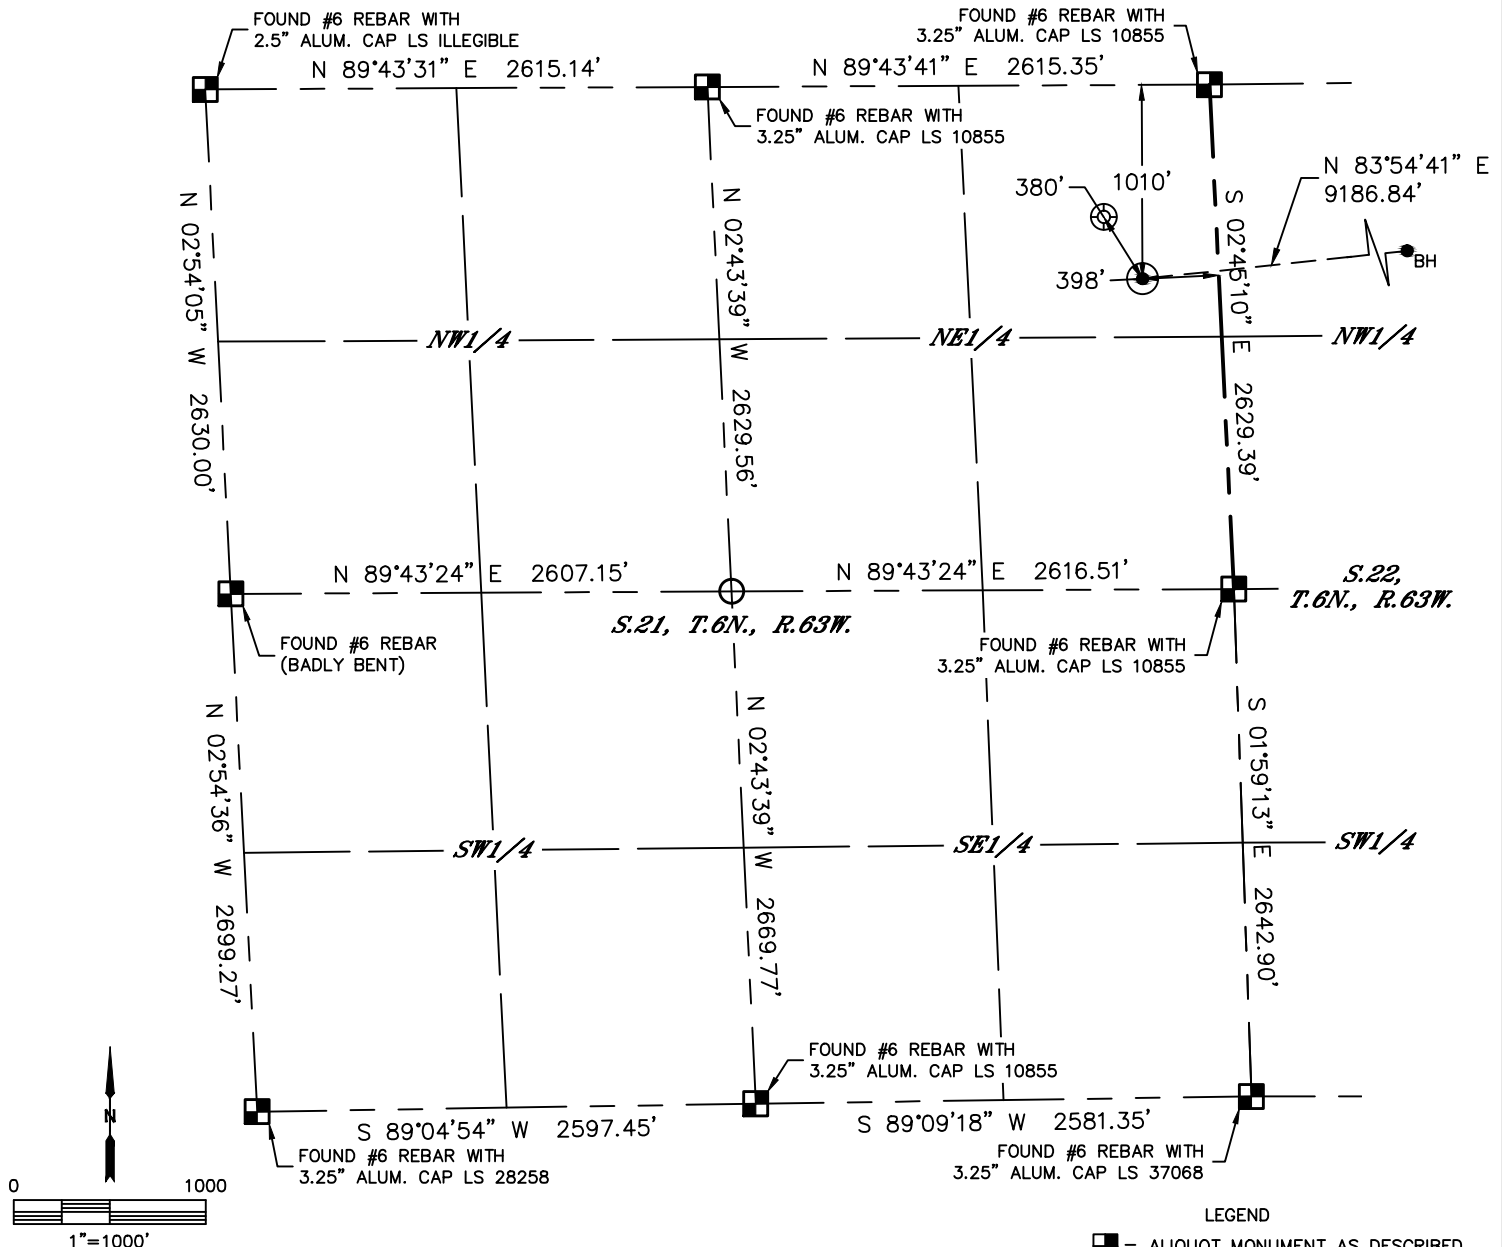 FOUND #6 REBAR WITH
2.5" ALUM. CAP LS ILLEGIBLE
FOUND #6 REBAR WITH
3.25" ALUM. CAP LS 10855
N 89°43'31" E 2615.14'
N 89°43'41" E 2615.35'
FOUND #6 REBAR WITH
3.25" ALUM. CAP LS 10855
N 83°54'41" E
9186.84'
380'
1010'
398'
BH
N 02°54'05" W 2630.00'
N 02°43'39" W 2629.56'
S 02°45'10" E 2629.39'
NW1/4
NE1/4
NW1/4
N 89°43'24" E 2607.15'
N 89°43'24" E 2616.51'
S.22,
T.6N., R.63W.
S.21, T.6N., R.63W.
FOUND #6 REBAR
(BADLY BENT)
FOUND #6 REBAR WITH
3.25" ALUM. CAP LS 10855
N 02°54'36" W 2699.27'
N 02°43'39" W 2669.77'
S 01°59'13" E 2642.90'
SW1/4
SE1/4
SW1/4
FOUND #6 REBAR WITH
3.25" ALUM. CAP LS 10855
N
S 89°04'54" W 2597.45'
S 89°09'18" W 2581.35'
FOUND #6 REBAR WITH
3.25" ALUM. CAP LS 28258
FOUND #6 REBAR WITH
3.25" ALUM. CAP LS 37068
0 1000
1"=1000'
LEGEND
= ALIQUOT MONUMENT AS DESCRIBED